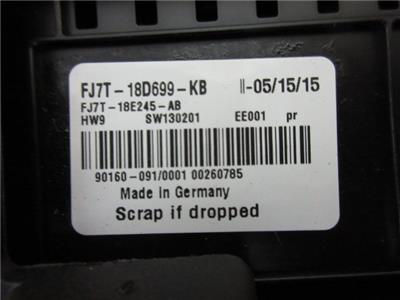 FJ7T-18D699-KB ||-05/15/15
FJ7T-18E245-AB
HW9 SW130201 EE001 pr
90160-091/0001 00260785
Made in Germany
Scrap if dropped